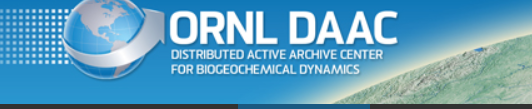 ORNL DAAC
DISTRIBUTED ACTIVE ARCHIVE CENTER
FOR BIOGEOCHEMICAL DYNAMICS